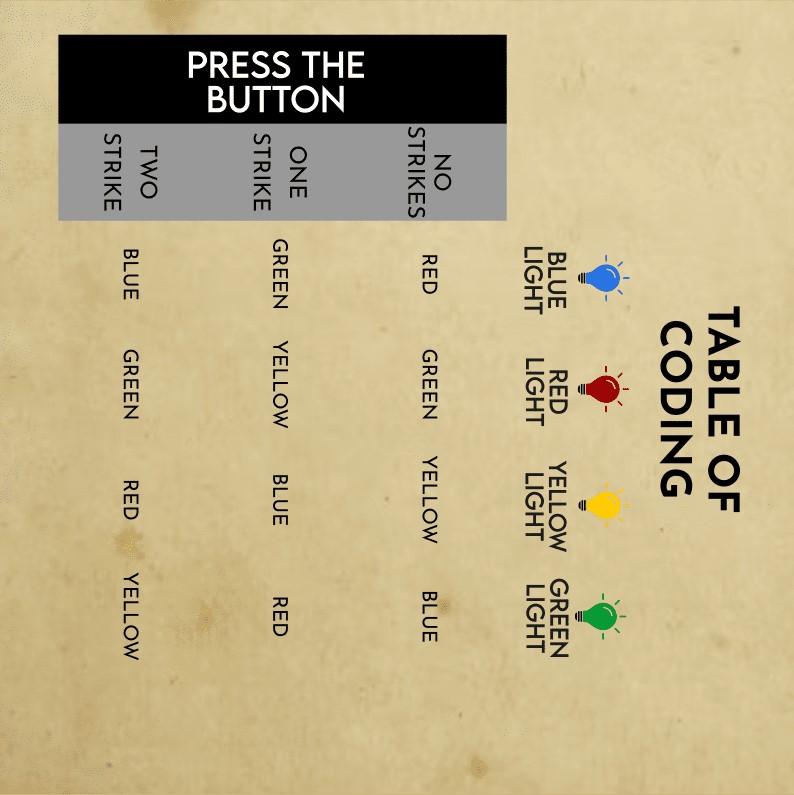 TABLE OF
CODING
BLUE
LIGHT
RED
LIGHT
YELLOW
LIGHT
GREEN
LIGHT
PRESS THE
BUTTON
NO
STRIKES
RED
GREEN
YELLOW
BLUE
ONE
STRIKE
GREEN
YELLOW
BLUE
RED
TWO
STRIKE
BLUE
GREEN
RED
YELLOW